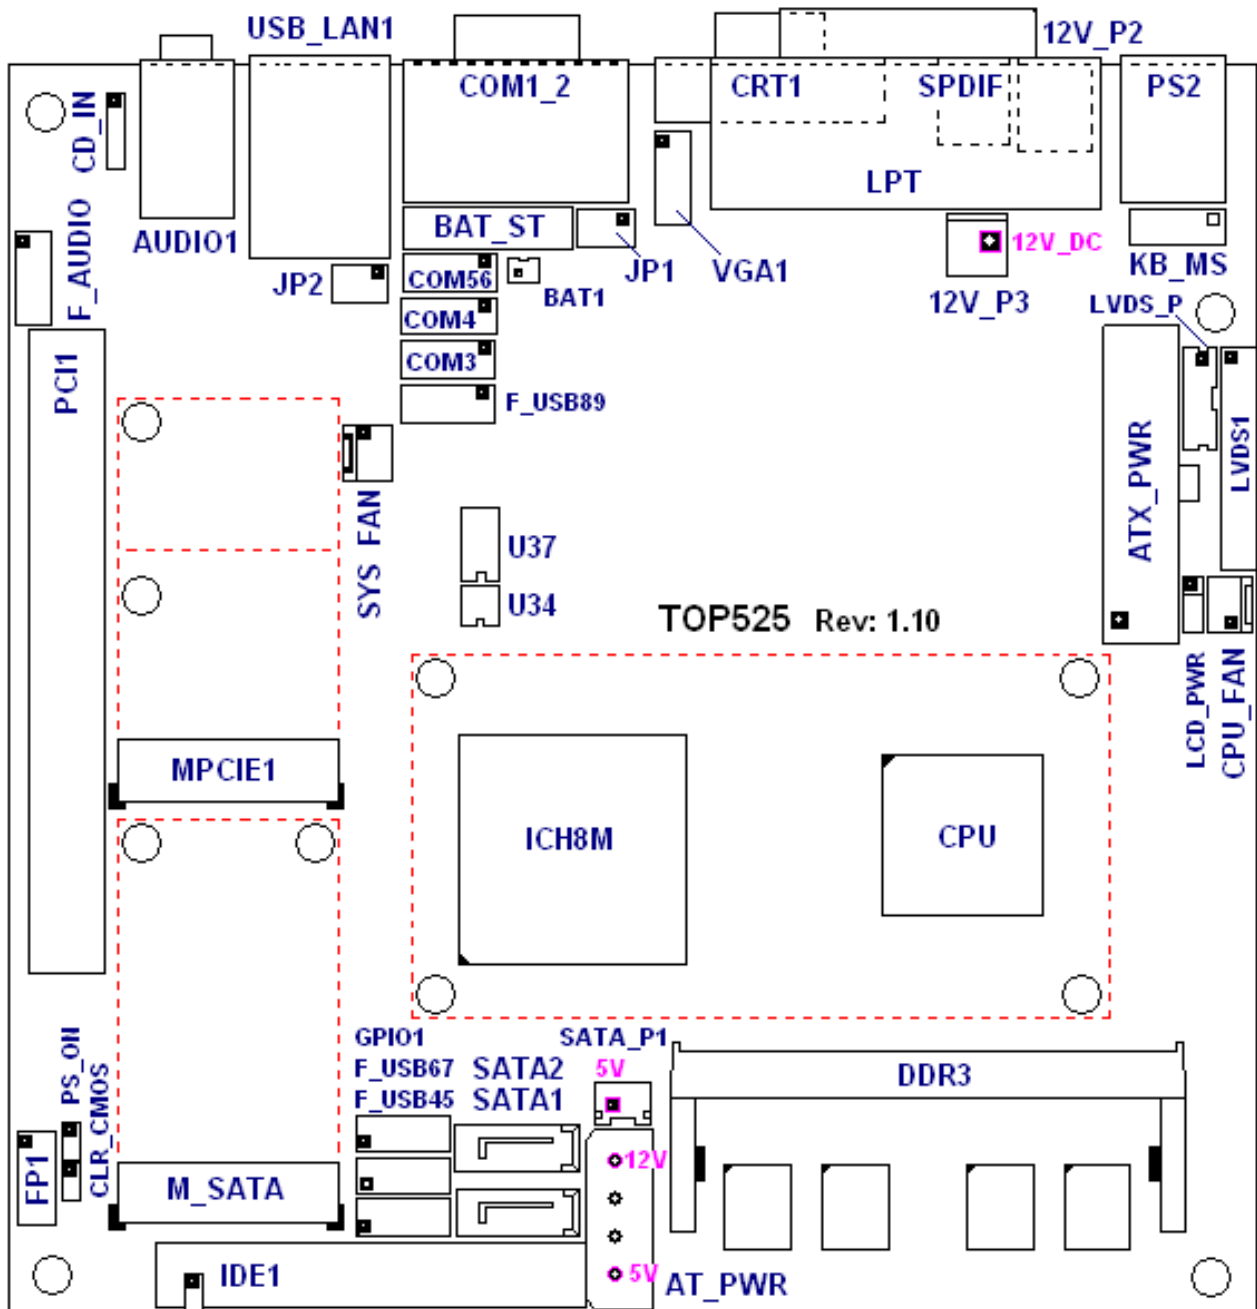 USB_LAN1
12V_P2
CD_IN
COM1_2
CRT1
SPDIF
PS2
LPT
F_AUDIO
AUDIO1
BAT_ST
12V_DC
JP2
COM56
BAT1
JP1
VGA1
12V_P3
KB_MS
LVDS_P
COM4
COM3
F_USB89
PCI1
SYS FAN
ATX_PWR
LVDS1
U37
U34
TOP525 Rev: 1.10
LCD_PWR
CPU_FAN
MPCIE1
ICH8M
CPU
PS_ON
CLR_CMOS
GPIO1
F_USB67
F_USB45
SATA2
SATA1
SATA_P1
5V
DDR3
FP1
M_SATA
12V
5V
IDE1
AT_PWR